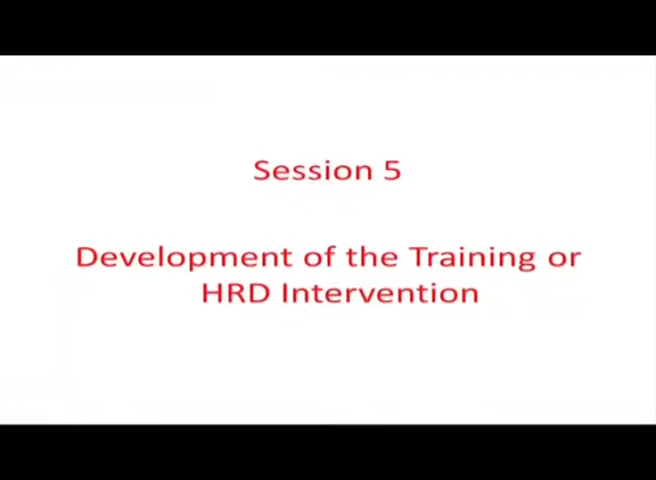 Session 5
Development of the Training or
HRD Intervention